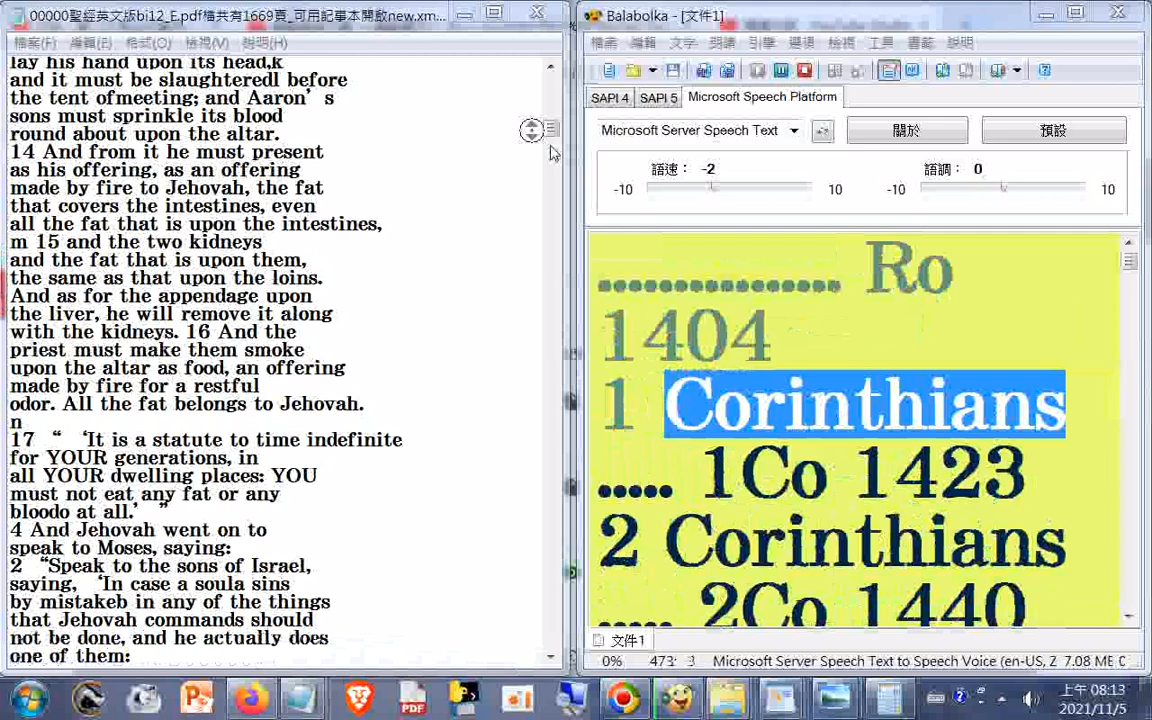 00000聖經英文版bi12_E.pdf檔共有1669頁_可用記事本開啟new.xm...
檔案(F) 編輯(E) 格式(O) 檢視(V) 說明(H)
lay his hand upon its head,k
and it must be slaughteredl before
the tent ofmeeting; and Aaron’ s
sons must sprinkle its blood
round about upon the altar.
14 And from it he must present
as his offering, as an offering
made by fire to Jehovah, the fat
that covers the intestines, even
all the fat that is upon the intestines,
m 15 and the two kidneys
and the fat that is upon them,
the same as that upon the loins.
And as for the appendage upon
the liver, he will remove it along
with the kidneys. 16 And the
priest must make them smoke
upon the altar as food, an offering
made by fire for a restful
odor. All the fat belongs to Jehovah.
n
17 “ ‘It is a statute to time indefinite
for YOUR generations, in
all YOUR dwelling places: YOU
must not eat any fat or any
bloodo at all.’ ”
4 And Jehovah went on to
speak to Moses, saying:
2 “Speak to the sons of Israel,
saying, ‘In case a soula sins
by mistakeb in any of the things
that Jehovah commands should
not be done, and he actually does
one of them:
Balabolka - [文件1]
檔案 編輯 文字 朗讀 引擎 選項 檢視 工具 書籤 說明
SAPI 4 SAPI 5 Microsoft Speech Platform
Microsoft Server Speech Text 關於 預設
語速： -2 語調： 0
-10 10 -10 10
................ Ro
1404
1 Corinthians
..... 1Co 1423
2 Corinthians
..... 2Co 1440
文件1
0% 473: 3 Microsoft Server Speech Text to Speech Voice (en-US, Z 7.08 ME C
PDF
上午 08:13
2021/11/5